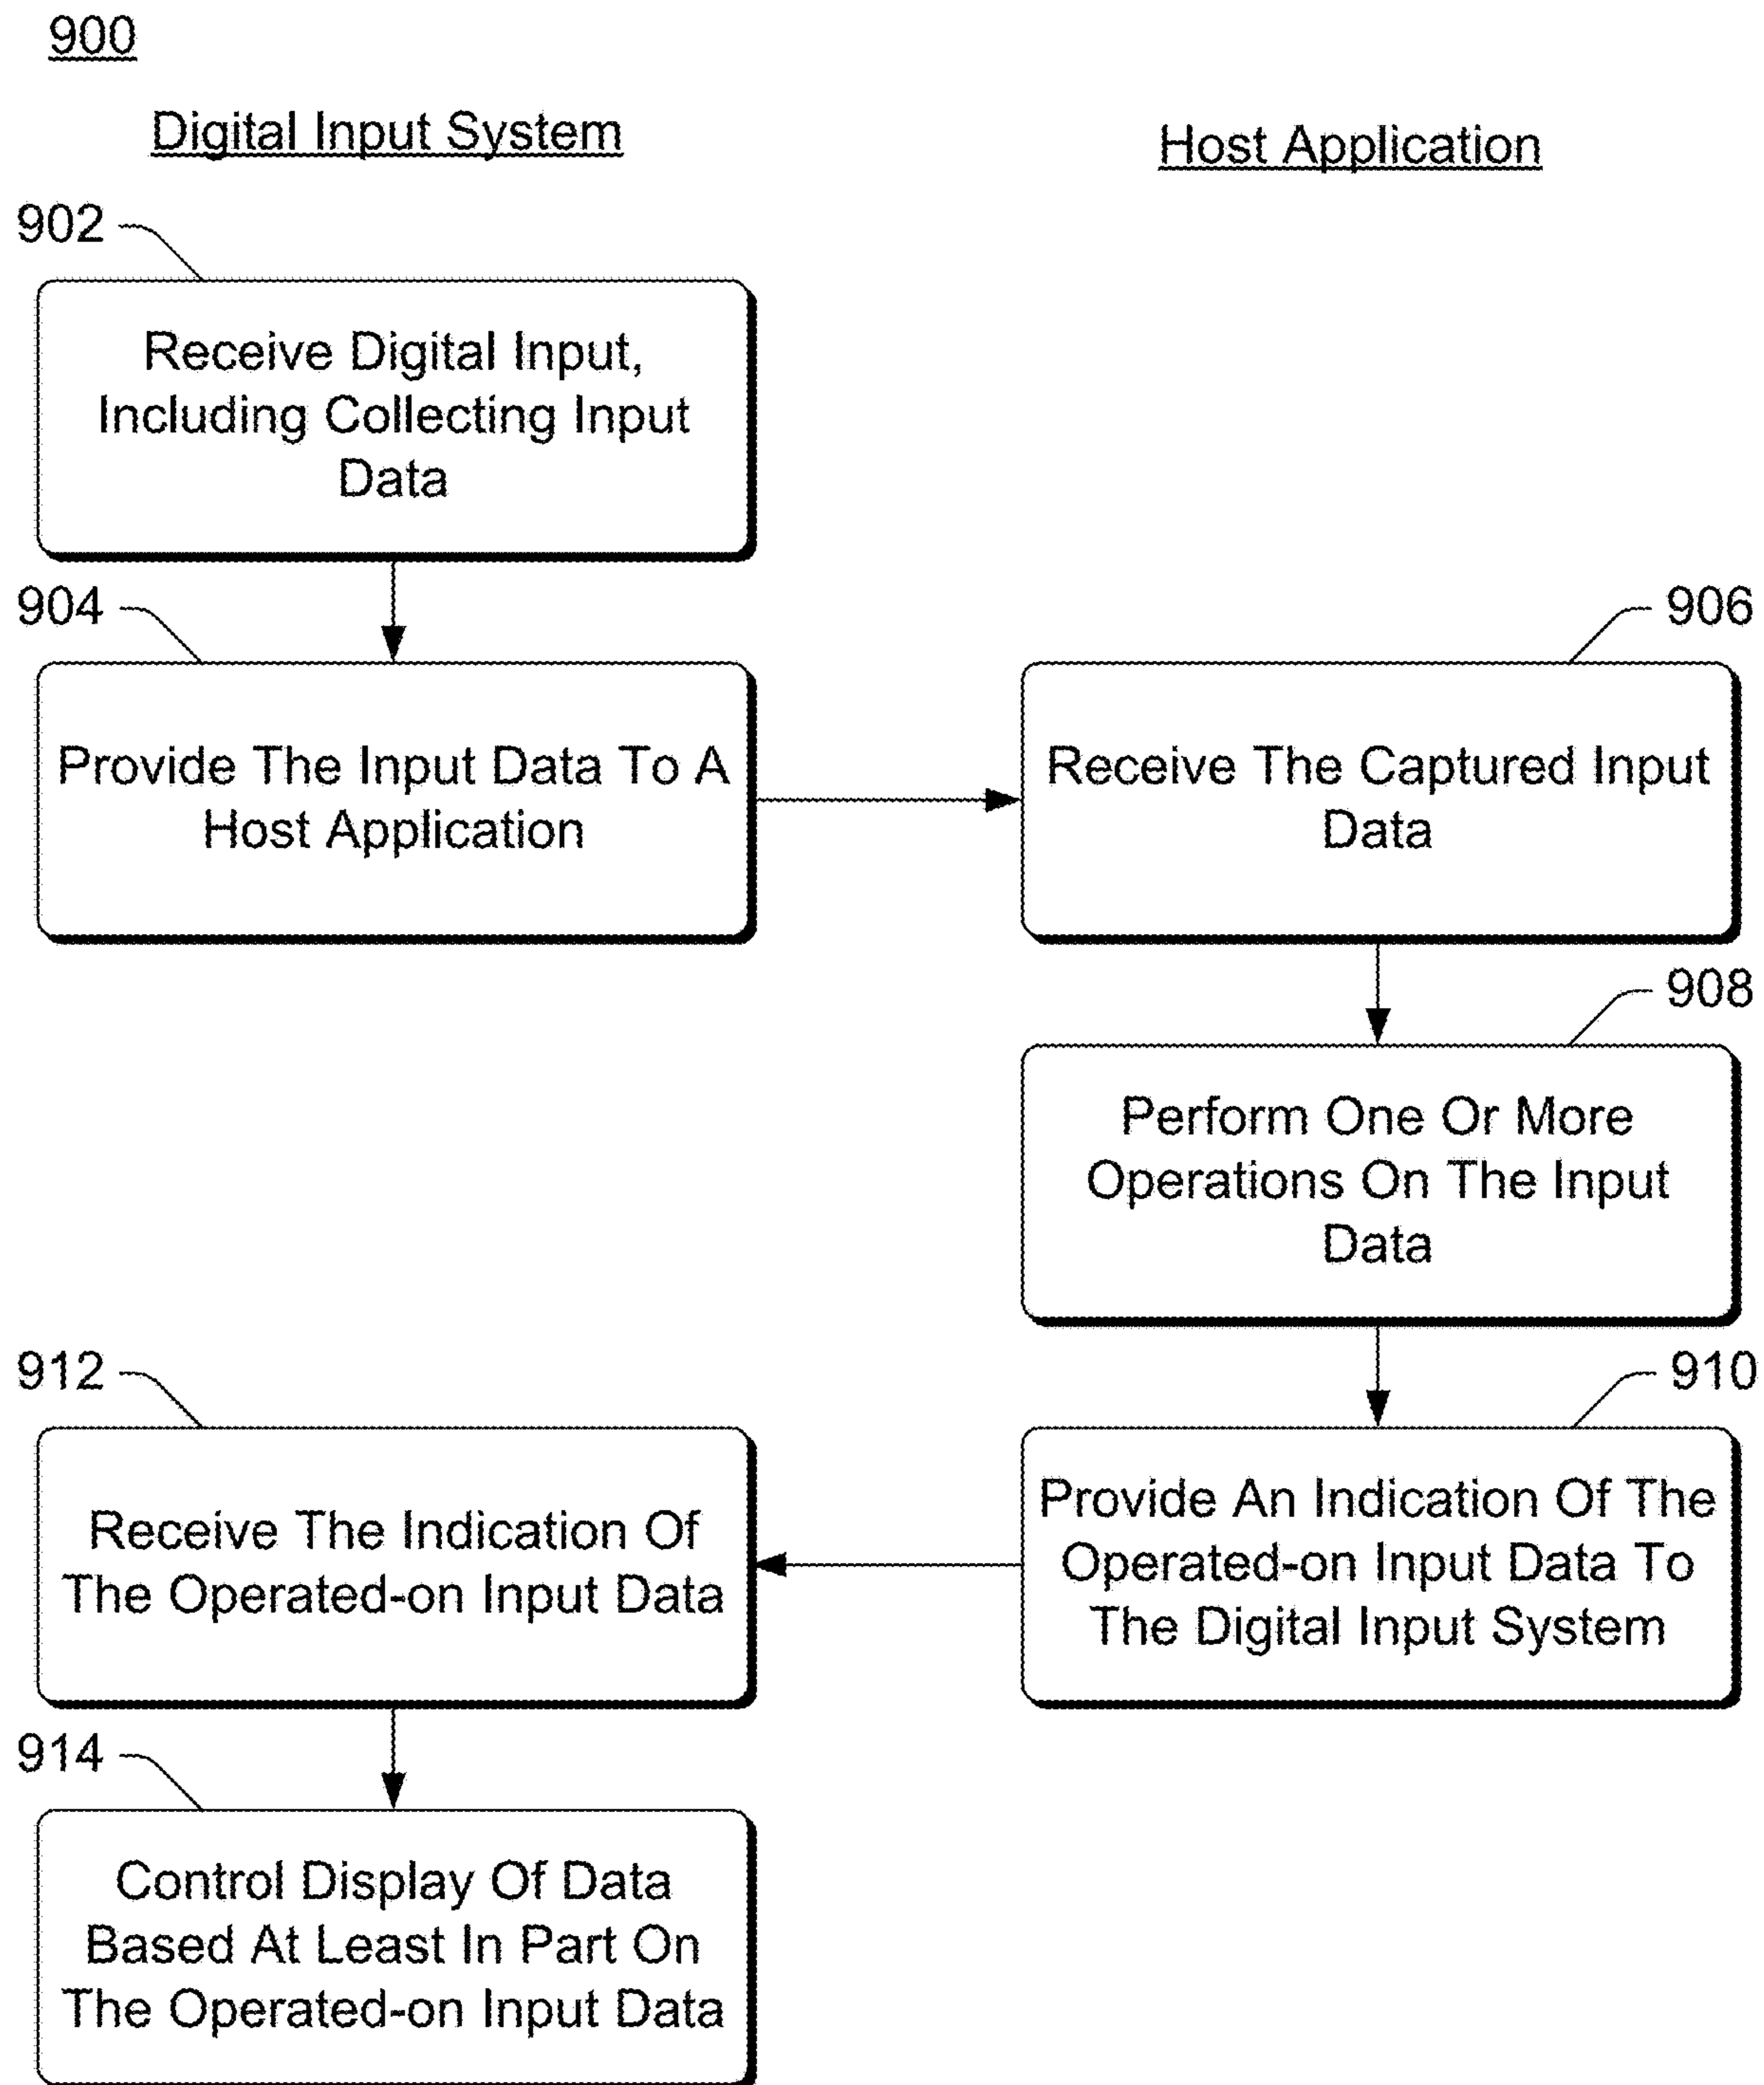 900
Digital Input System
Host Application
902
Receive Digital Input,
Including Collecting Input
Data
904
Provide The Input Data To A
Host Application
906
Receive The Captured Input
Data
908
Perform One Or More
Operations On The Input
Data
910
Provide An Indication Of The
Operated-on Input Data To
The Digital Input System
912
Receive The Indication Of
The Operated-on Input Data
914
Control Display Of Data
Based At Least In Part On
The Operated-on Input Data